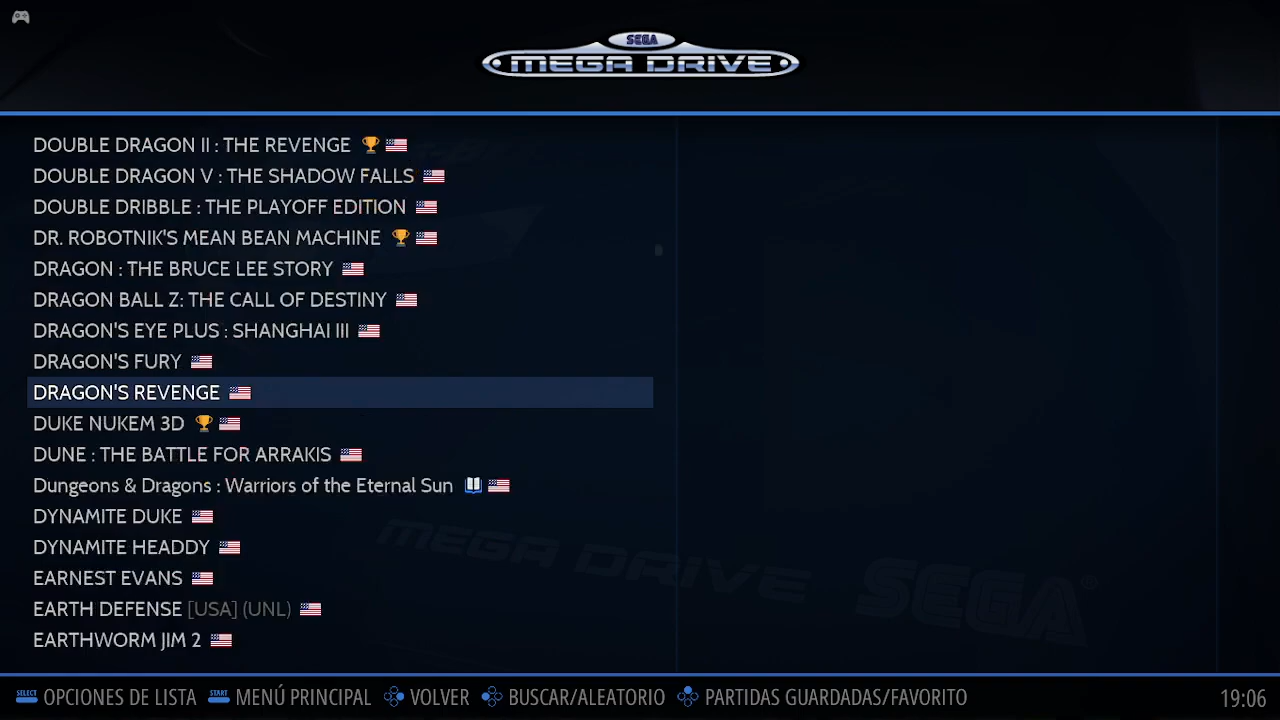 SEGA
MEGA DRIVE
DOUBLE DRAGON II : THE REVENGE
DOUBLE DRAGON V : THE SHADOW FALLS
DOUBLE DRIBBLE : THE PLAYOFF EDITION
DR. ROBOTNIK'S MEAN BEAN MACHINE
DRAGON : THE BRUCE LEE STORY
DRAGON BALL Z: THE CALL OF DESTINY
DRAGON'S EYE PLUS : SHANGHAI III
DRAGON'S FURY
DRAGON'S REVENGE
DUKE NUKEM 3D
DUNE : THE BATTLE FOR ARRAKIS
Dungeons & Dragons : Warriors of the Eternal Sun
DYNAMITE DUKE
DYNAMITE HEADDY
EARNEST EVANS
EARTH DEFENSE [USA] (UNL)
EARTHWORM JIM 2
MEGA DRIVE SEGA®
SELECT OPCIONES DE LISTA START MENÚ PRINCIPAL VOLVER BUSCAR/ALEATORIO PARTIDAS GUARDADAS/FAVORITO 19:06